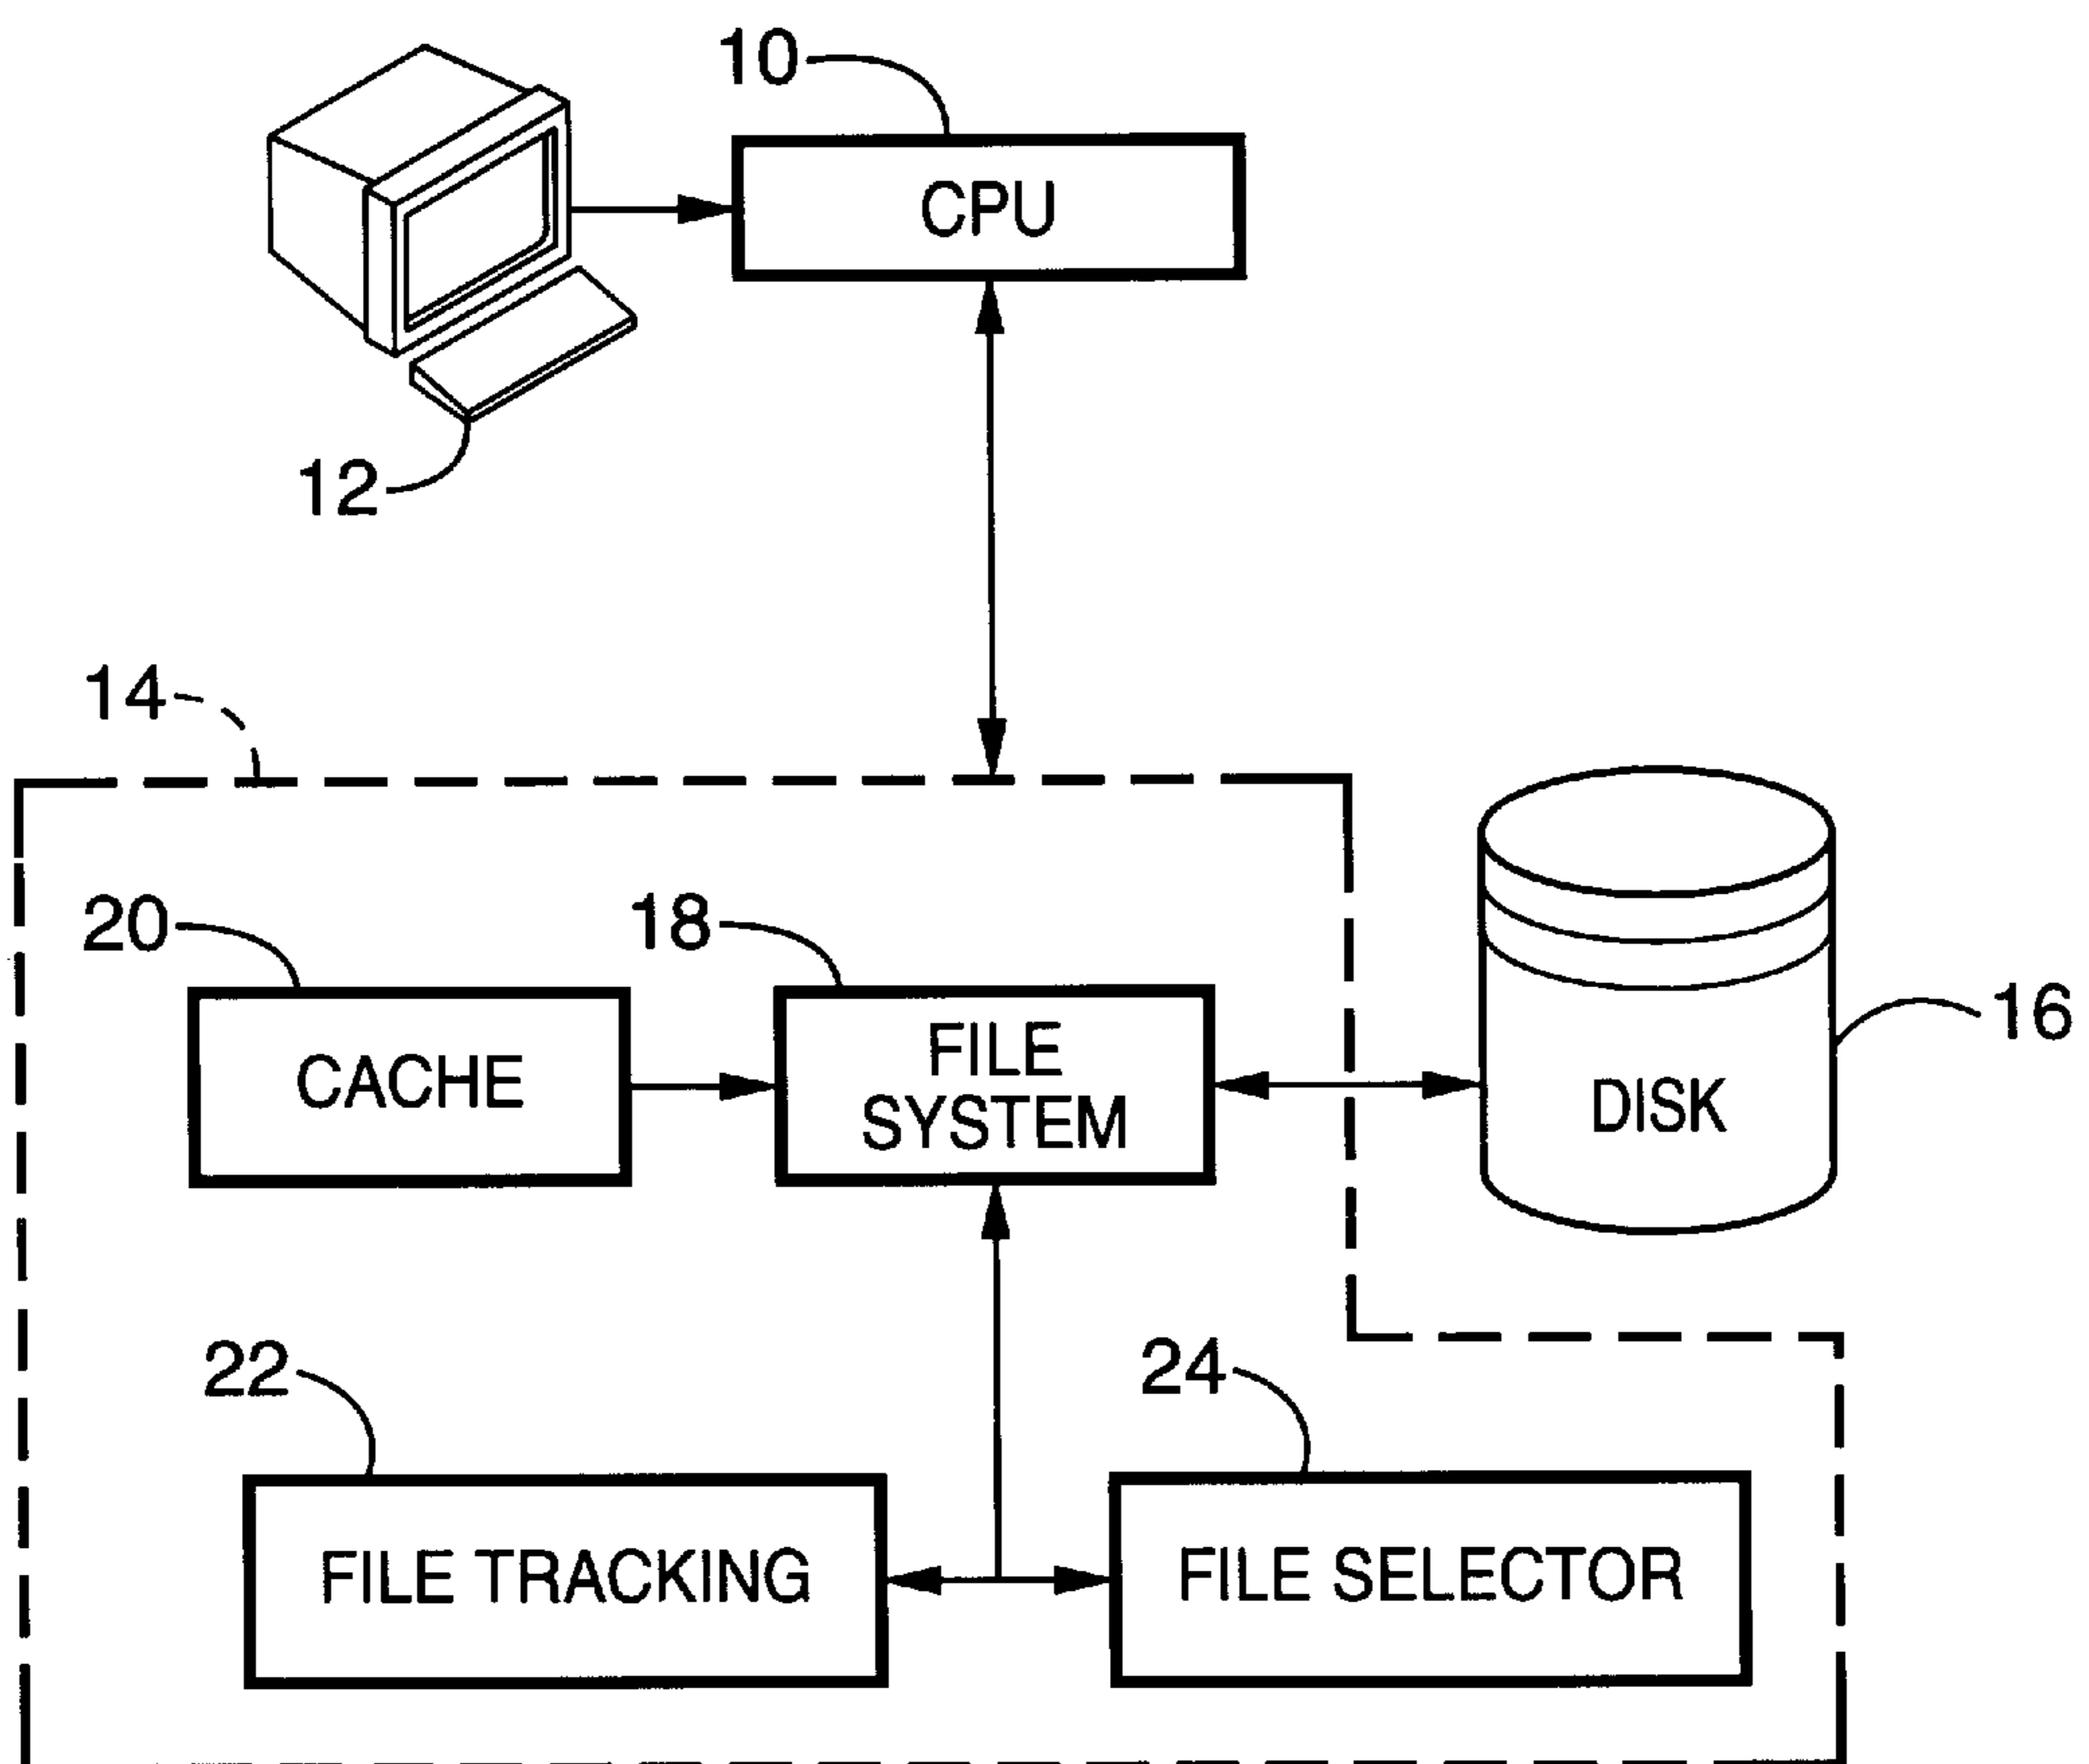 10
CPU
12
14
20
18
16
CACHE
FILE
SYSTEM
DISK
22
24
FILE TRACKING
FILE SELECTOR